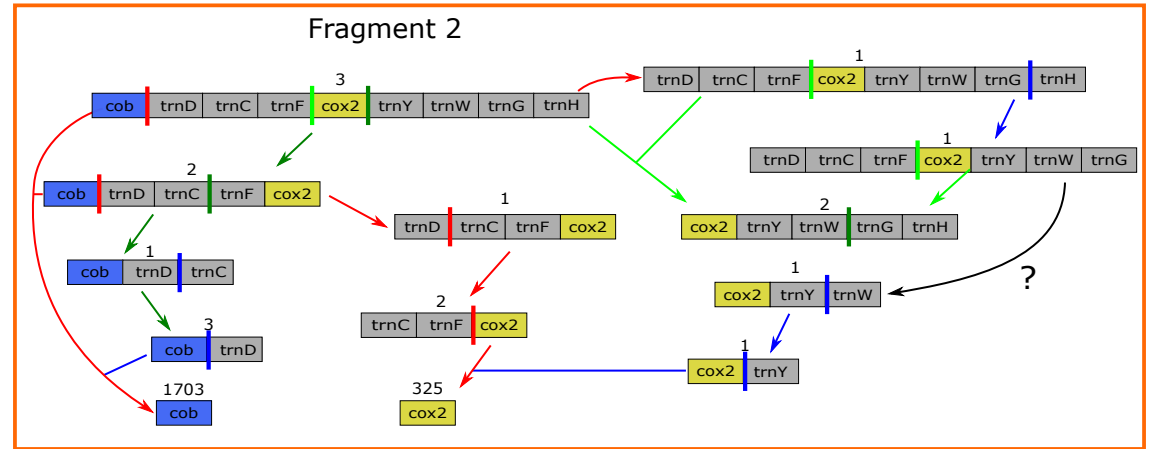 Fragment 2
3
cob trnD trnC trnF cox2 trnY trnW trnG trnH
1
trnD trnC trnF cox2 trnY trnW trnG trnH
1
trnD trnC trnF cox2 trnY trnW trnG
2
cob trnD trnC trnF cox2
1
trnD trnC trnF cox2
2
cox2 trnY trnW trnG trnH
1
cob trnD trnC
?
1
cox2 trnY trnW
2
trnC trnF cox2
3
cob trnD
1
cox2 trnY
1703
cob
325
cox2